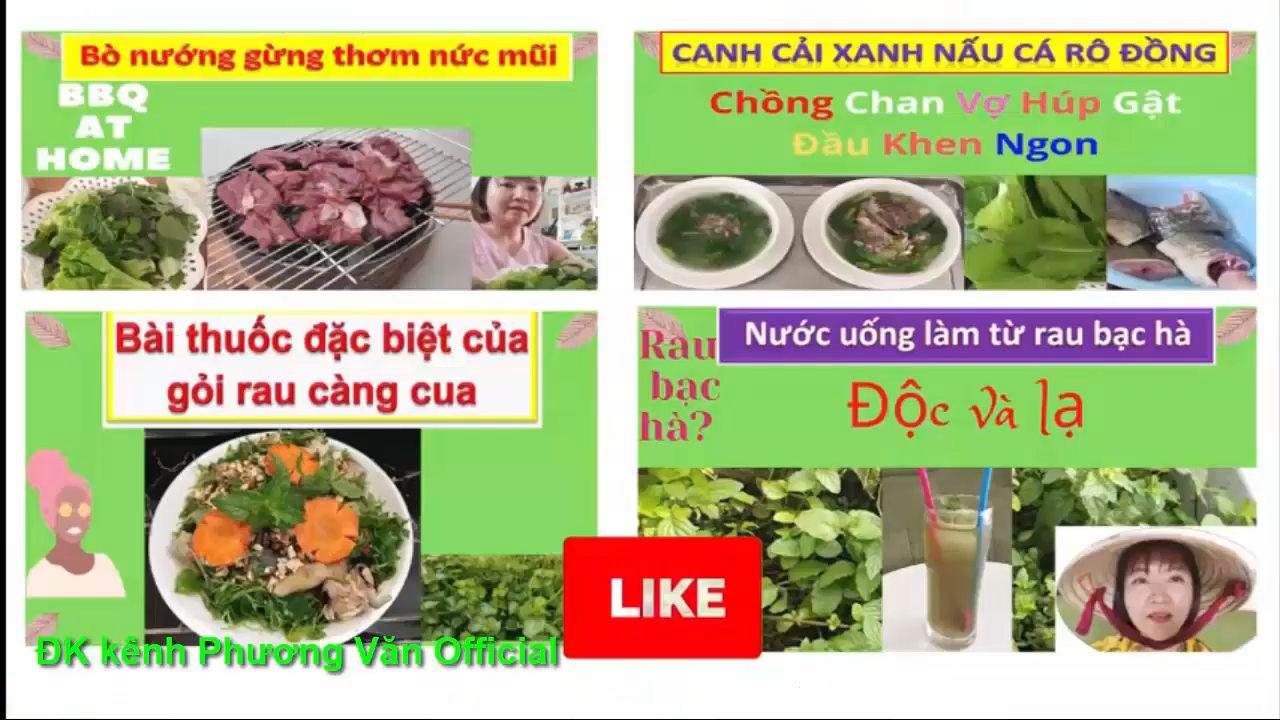 Bò nướng gừng thơm nức mũi
BBQ
AT
HOME
CANH CẢI XANH NẤU CÁ RÔ ĐỒNG
Chồng Chan Vợ Húp Gật
Đầu Khen Ngon
Bài thuốc đặc biệt của
gỏi rau càng cua
Nước uống làm từ rau bạc hà
Rau
bạc
hà?
Độc và lạ
LIKE
ĐK kênh Phương Văn Official